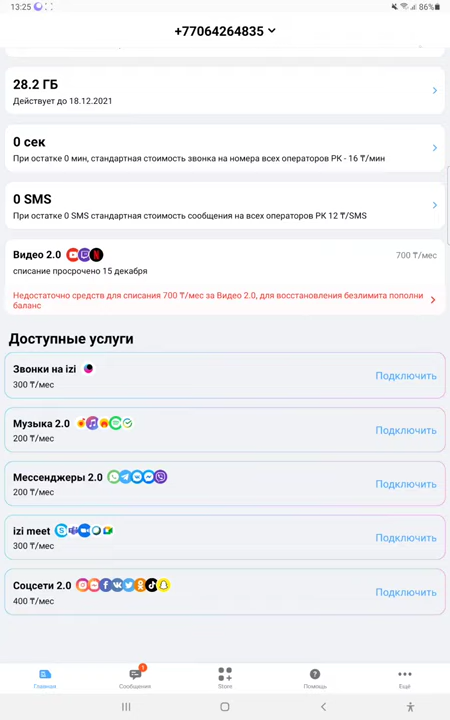 13:25
86%
+77064264835
28.2 ГБ
Действует до 18.12.2021
0 сек
При остатке 0 мин, стандартная стоимость звонка на номера всех операторов РК - 16 ₸/мин
0 SMS
При остатке 0 SMS стандартная стоимость сообщения на всех операторов РК 12 ₸/SMS
Видео 2.0
700 ₸/мес
списание просрочено 15 декабря
Недостаточно средств для списания 700 ₸/мес за Видео 2.0, для восстановления безлимита пополни
баланс
Доступные услуги
Звонки на izi
300 ₸/мес
Подключить
Музыка 2.0
200 ₸/мес
Подключить
Мессенджеры 2.0
200 ₸/мес
Подключить
izi meet
300 ₸/мес
Подключить
Соцсети 2.0
400 ₸/мес
Подключить
1
Главная
Сообщения
Store
Помощь
Ещё